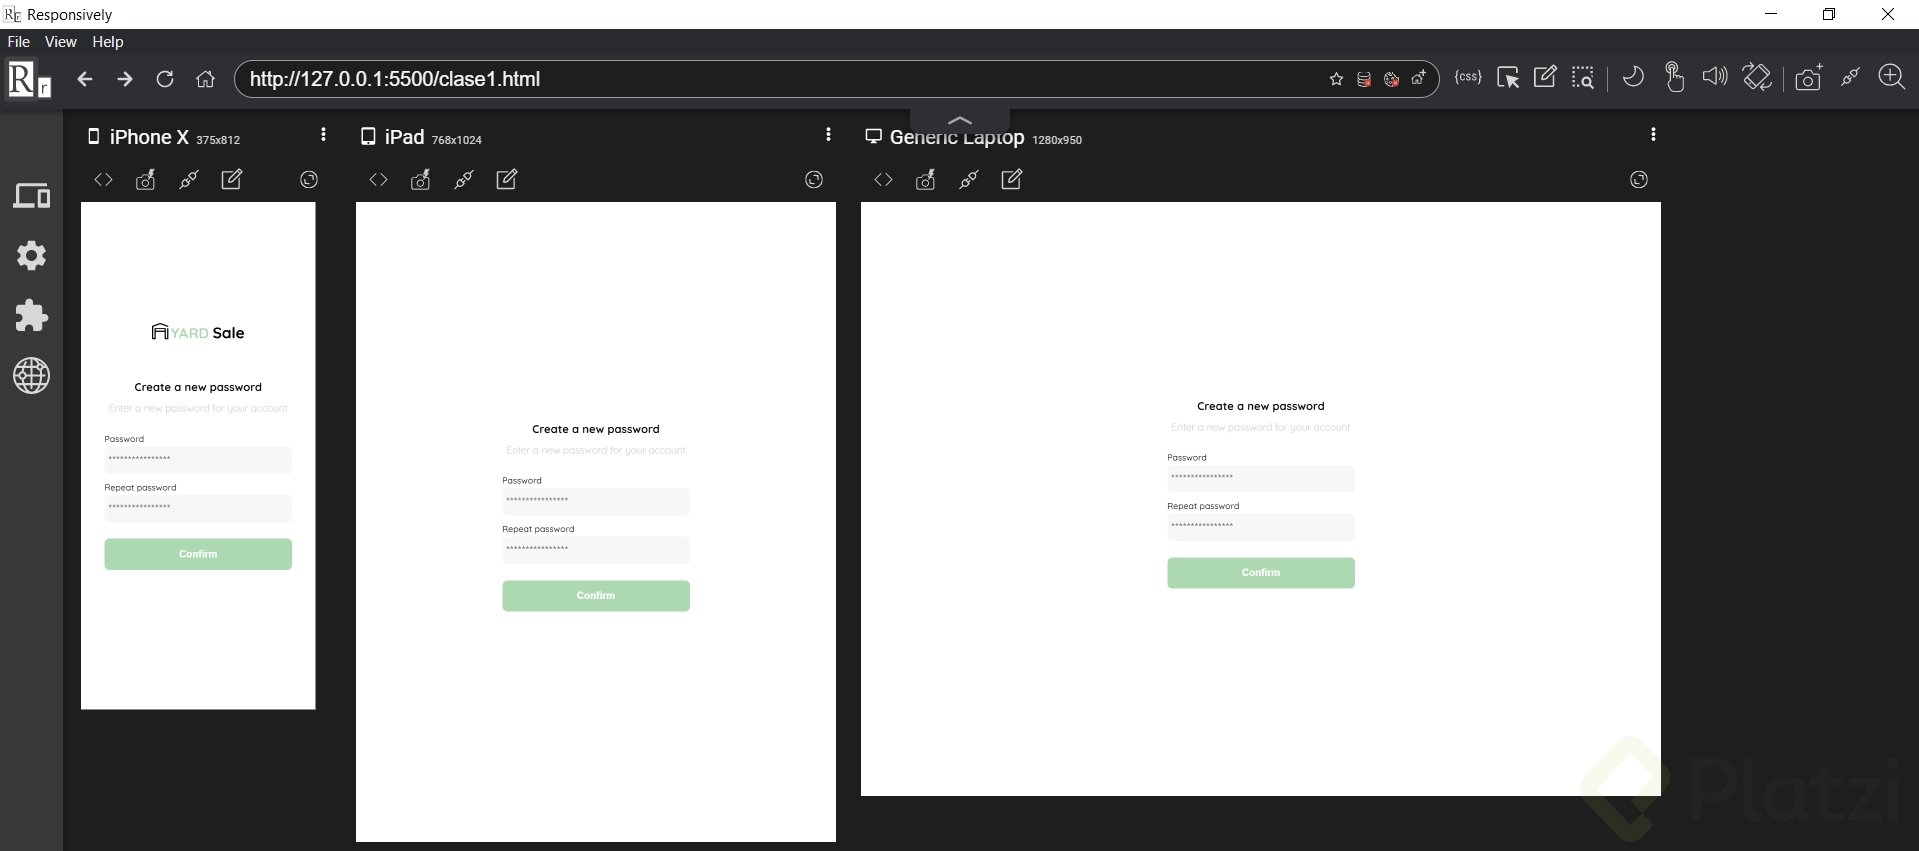 Rr Responsively
File View Help
Rr
http://127.0.0.1:5500/clase1.html
{css}
iPhone X 375x812
iPad 768x1024
Generic Laptop 1280x950
YARD Sale
Create a new password
Enter a new password for your account
Password
****************
Repeat password
****************
Confirm
Create a new password
Enter a new password for your account
Password
****************
Repeat password
****************
Confirm
Create a new password
Enter a new password for your account
Password
****************
Repeat password
****************
Confirm
Platzi